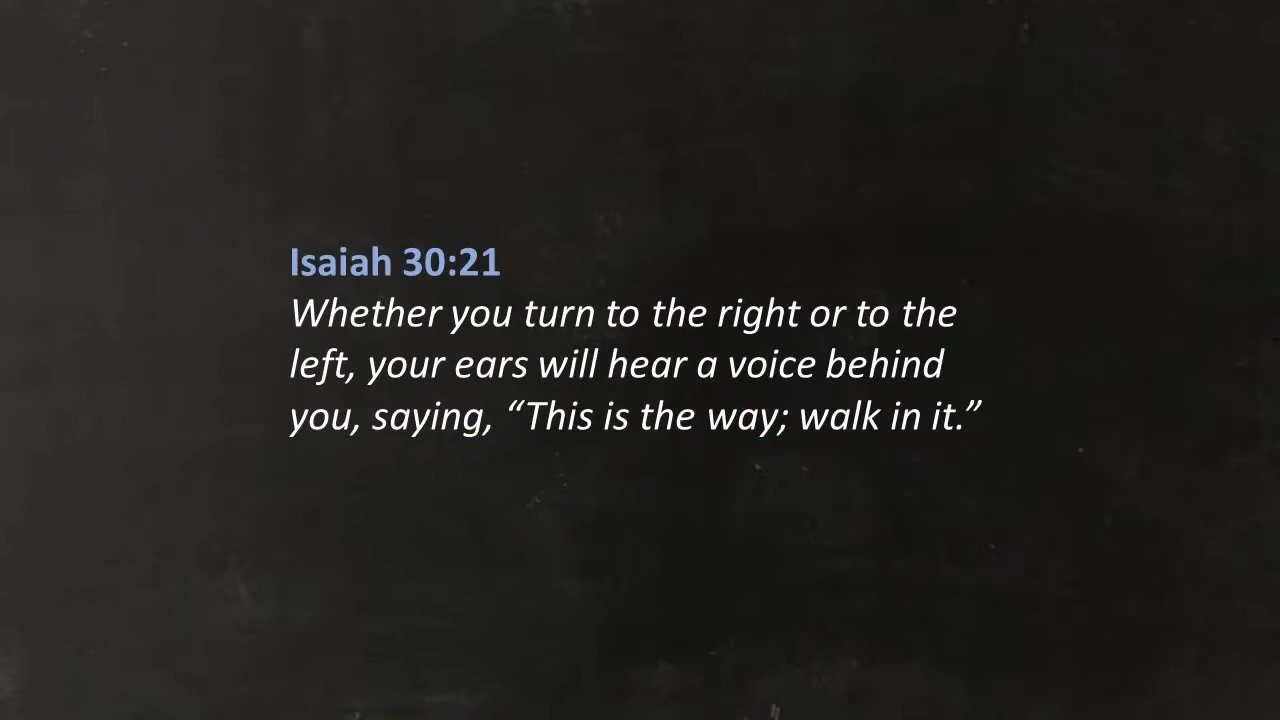 Isaiah 30:21
Whether you turn to the right or to the
left, your ears will hear a voice behind
you, saying, “This is the way; walk in it.”